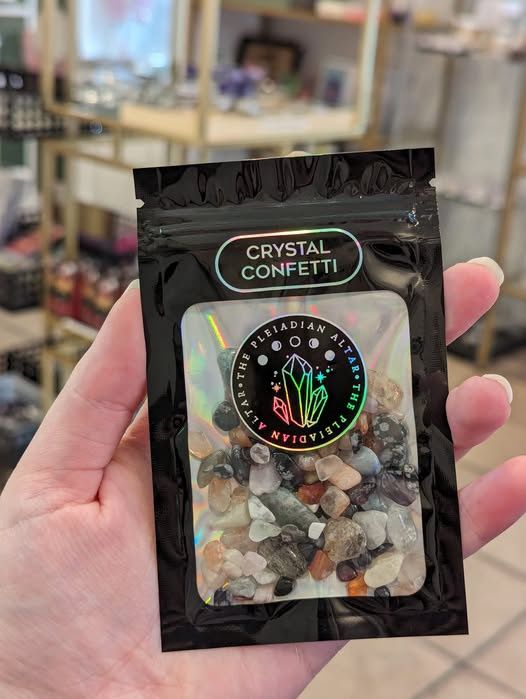 CRYSTAL
CONFETTI
THE PLEIADIAN ALTAR•THE PLEIADIAN ALTAR•